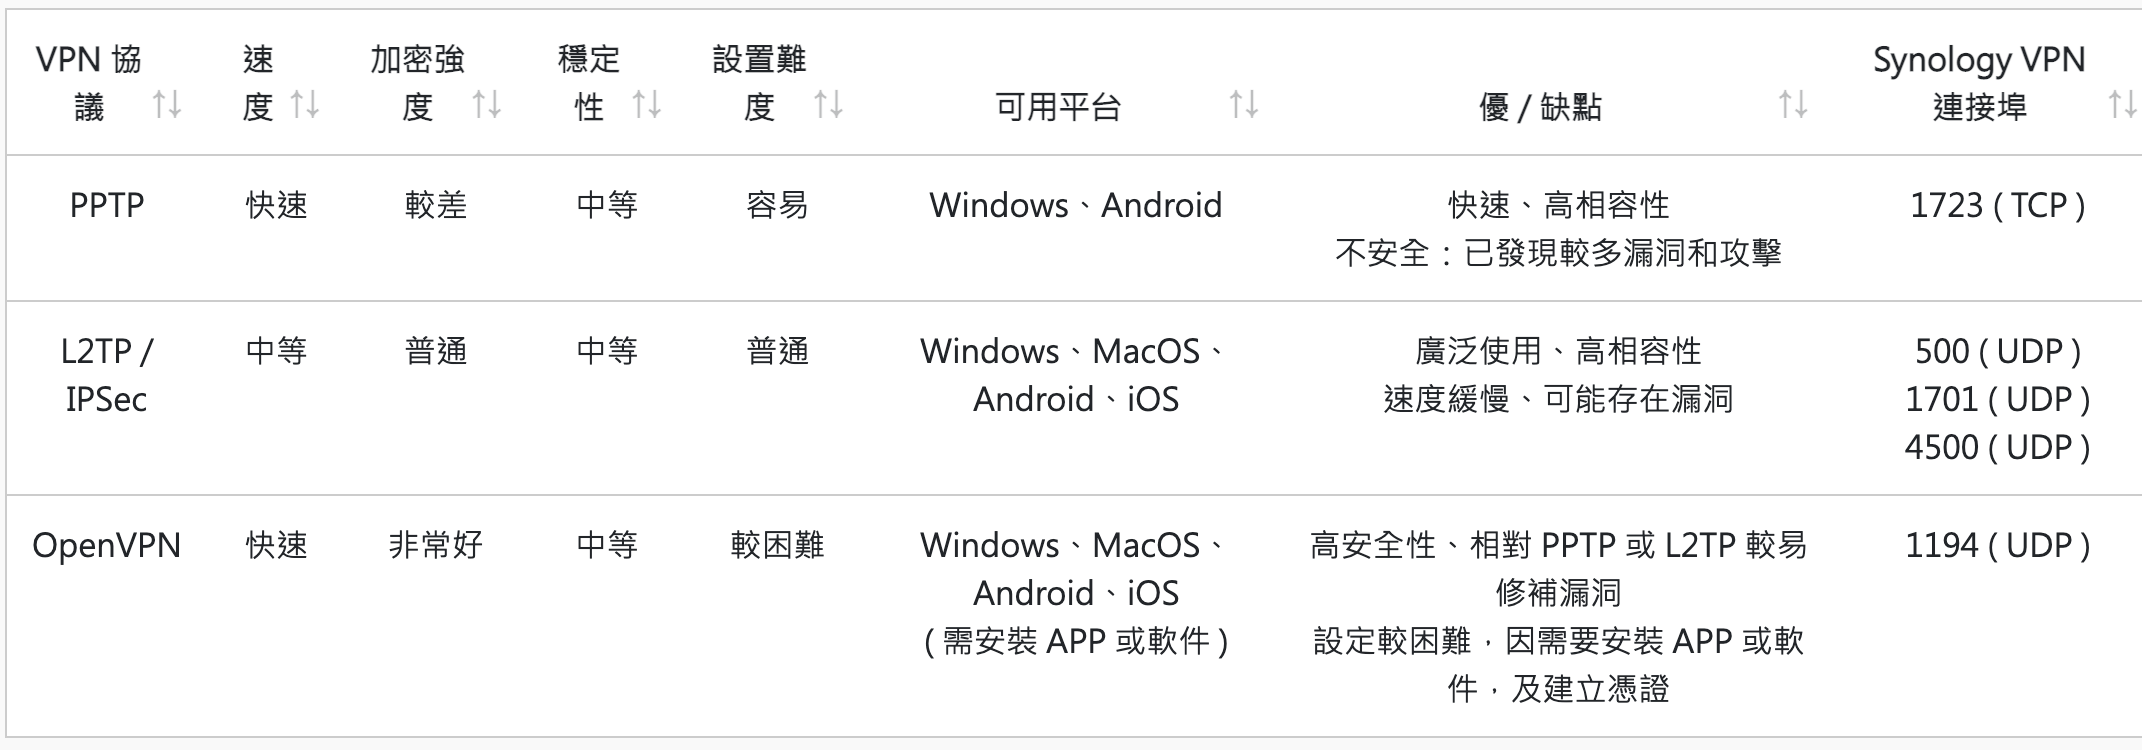 VPN 協議 速度 加密強度 穩定性 設置難度 可用平台 優 / 缺點 Synology VPN 連接埠
PPTP 快速 較差 中等 容易 Windows、Android 快速、高相容性 1723 ( TCP )
不安全：已發現較多漏洞和攻擊
L2TP / 中等 普通 中等 普通 Windows、MacOS、 廣泛使用、高相容性 500 ( UDP )
IPSec Android、iOS 速度緩慢、可能存在漏洞 1701 ( UDP )
4500 ( UDP )
OpenVPN 快速 非常好 中等 較困難 Windows、MacOS、 高安全性、相對 PPTP 或 L2TP 較易 1194 ( UDP )
Android、iOS 修補漏洞
( 需安裝 APP 或軟件 ) 設定較困難，因需要安裝 APP 或軟
件，及建立憑證